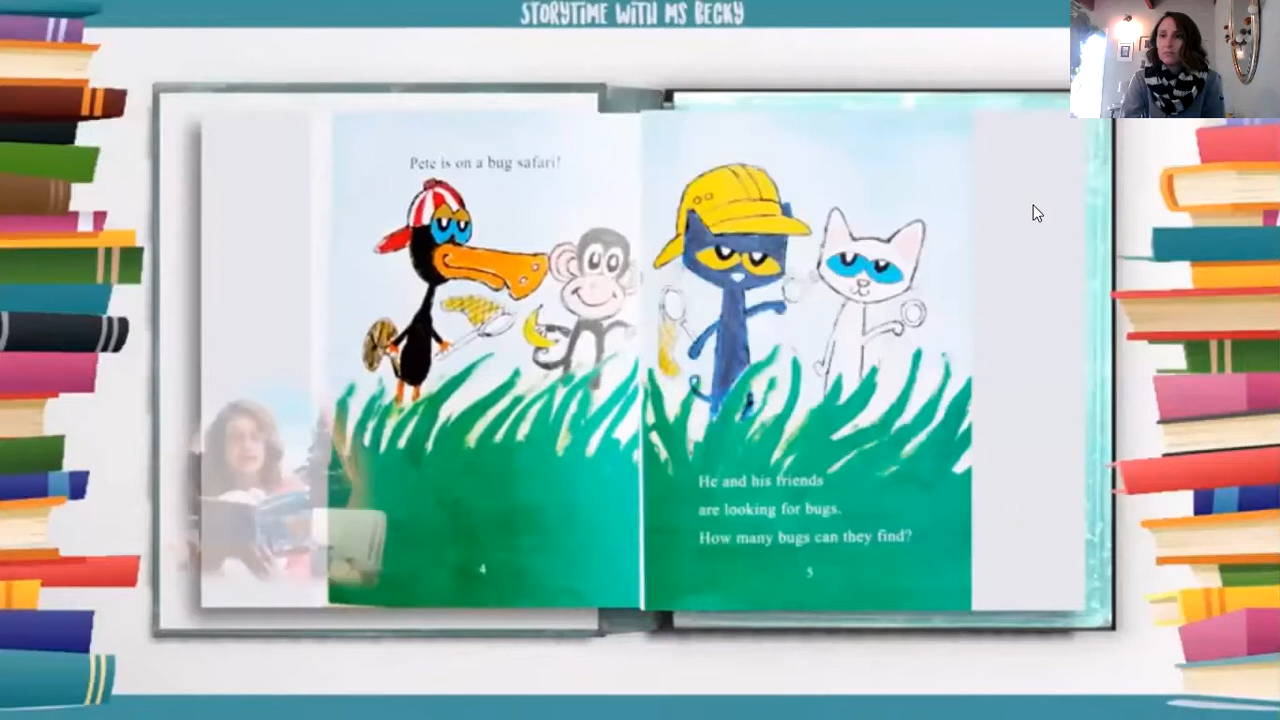 STORYTIME WITH MS BECKY
Pete is on a bug safari!
He and his friends
are looking for bugs.
How many bugs can they find?
4
5